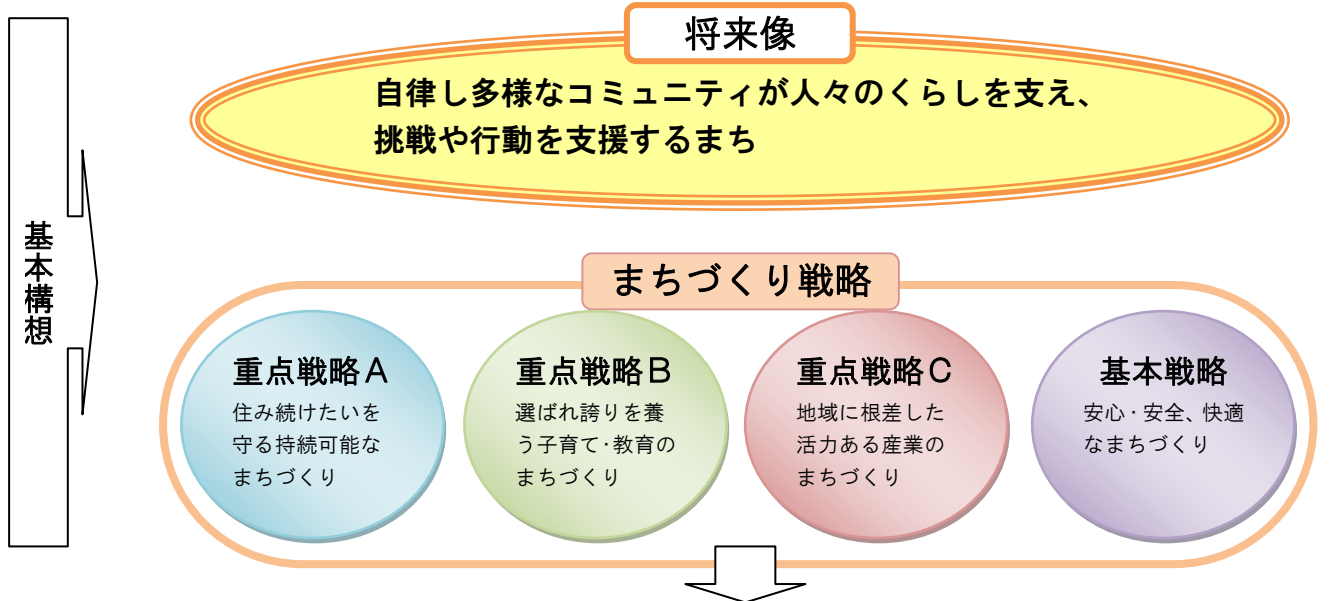 基本構想
将来像
自律し多様なコミュニティが人々のくらしを支え、
挑戦や行動を支援するまち
まちづくり戦略
重点戦略A
住み続けたいを
守る持続可能な
まちづくり
重点戦略B
選ばれ誇りを養
う子育て・教育の
まちづくり
重点戦略C
地域に根差した
活力ある産業の
まちづくり
基本戦略
安心・安全、快適
なまちづくり